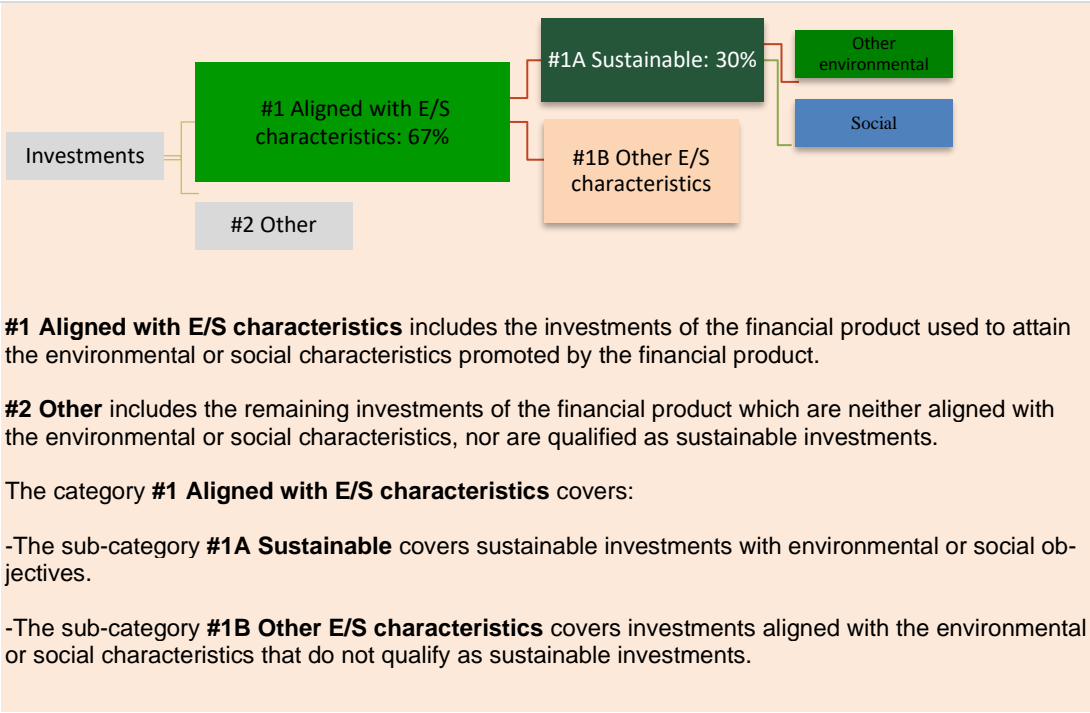 #1A Sustainable: 30%
Other
environmental
#1 Aligned with E/S
characteristics: 67%
Social
Investments
#1B Other E/S
characteristics
#2 Other
#1 Aligned with E/S characteristics includes the investments of the financial product used to attain
the environmental or social characteristics promoted by the financial product.
#2 Other includes the remaining investments of the financial product which are neither aligned with
the environmental or social characteristics, nor are qualified as sustainable investments.
The category #1 Aligned with E/S characteristics covers:
-The sub-category #1A Sustainable covers sustainable investments with environmental or social ob-
jectives.
-The sub-category #1B Other E/S characteristics covers investments aligned with the environmental
or social characteristics that do not qualify as sustainable investments.